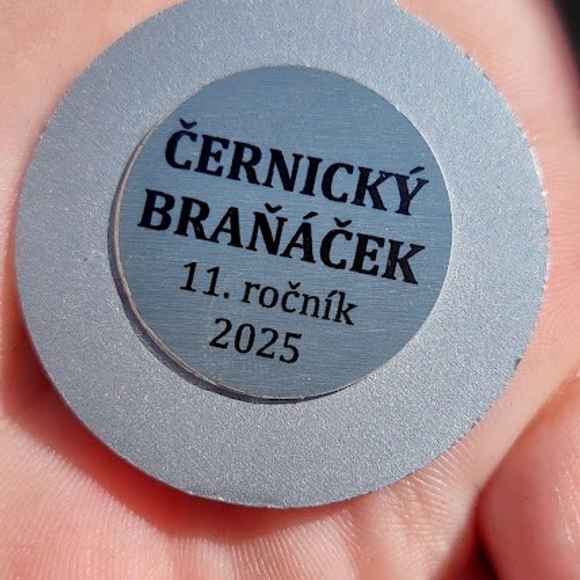 ČERNICKÝ
BRAŇÁČEK
11. ročník
2025